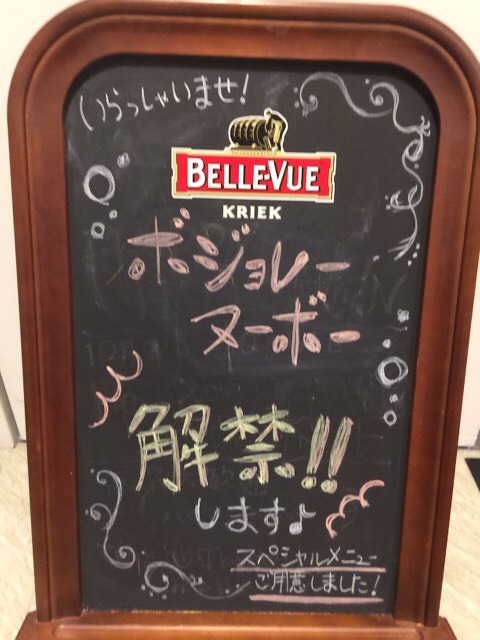 いらっしゃいませ!
BELLE-VUE
KRIEK
ボジョレー
ヌーボー
解禁!!
します♪
スペシャルメニュー
ご用意しました!